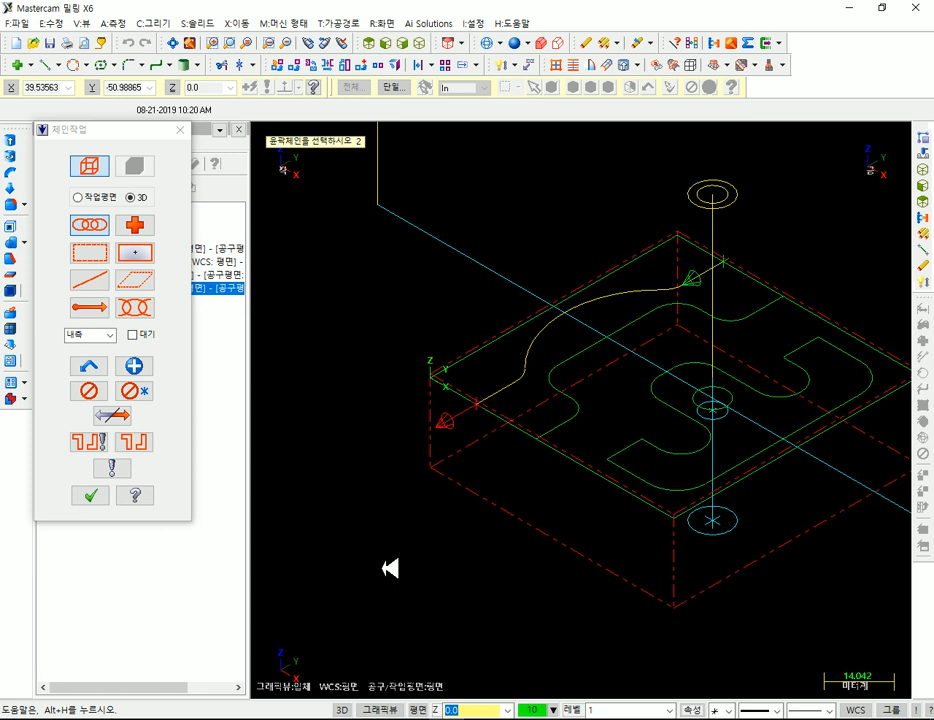 Mastercam 밀링 X6
F:파일 E:수정 V:뷰 A:측정 C:그리기 S:솔리드 X:이동 M:머신 형태 T:가공경로 R:화면 Ai Solutions I:설정 H:도움말
X 39.53563 Y -50.98865 Z 0.0 전체... 단일... In
08-21-2019 10:20 AM
체인작업
작업평면 3D
내측 대기
평면] - [공구평
WCS: 평면] -
] - [공구평면:
평면] - [공구평
윤곽체인을 선택하시오 2
Z Y X
Z Y X
Z Y X
Z Y X
14.042
미터계
그래픽뷰:입체 WCS:평면 공구/작업평면:평면
도움말은, Alt+H를 누르시오.
3D 그래픽뷰 평면 Z 0.0 10 레벨 1 속성 WCS 그룹 ! ?